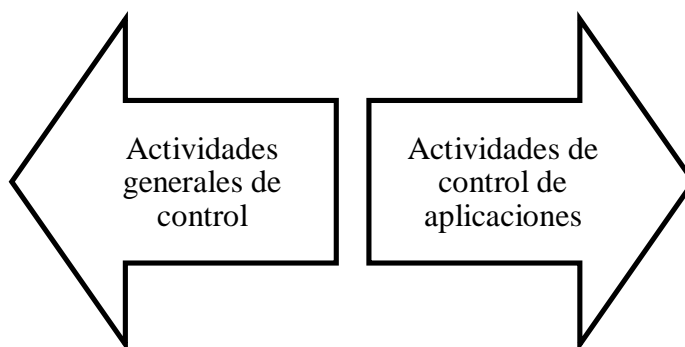 Actividades
generales de
control
Actividades de
control de
aplicaciones